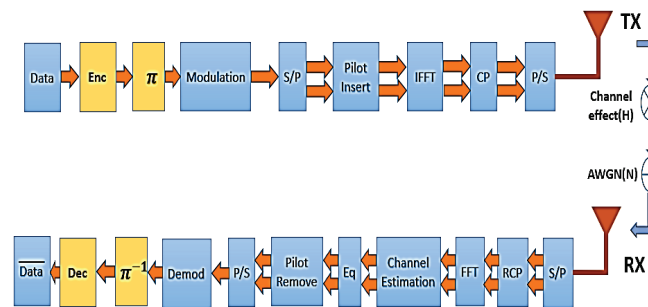 TX
Data
Enc
π
Modulation
S/P
Pilot
Insert
IFFT
CP
P/S
Channel
effect(H)
AWGN(N)
RX
Data
Dec
π⁻¹
Demod
P/S
Pilot
Remove
Eq
Channel
Estimation
FFT
RCP
S/P